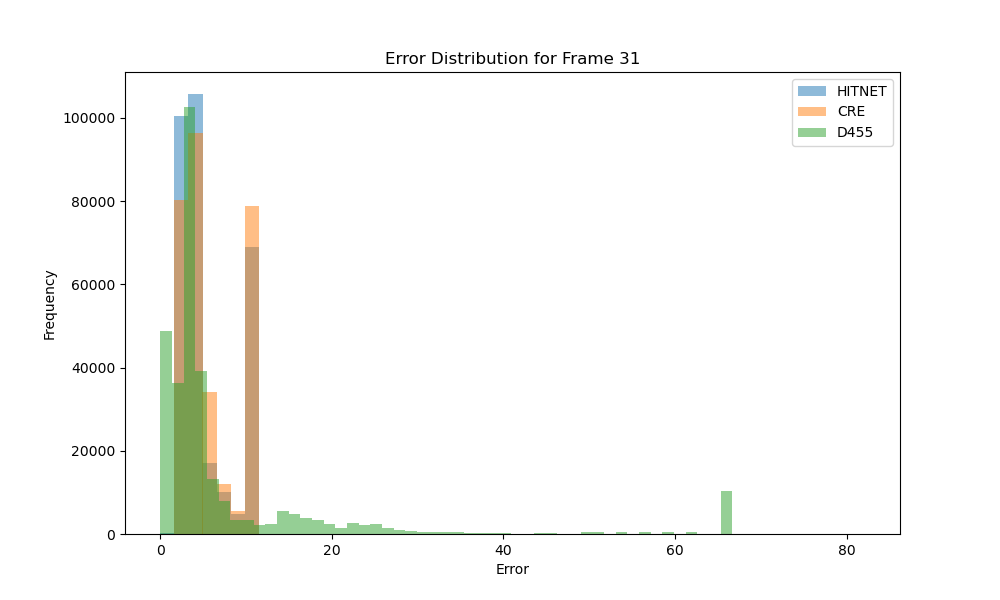 Error Distribution for Frame 31
HITNET
CRE
D455
100000
80000
60000
40000
20000
0
Frequency
0 20 40 60 80
Error